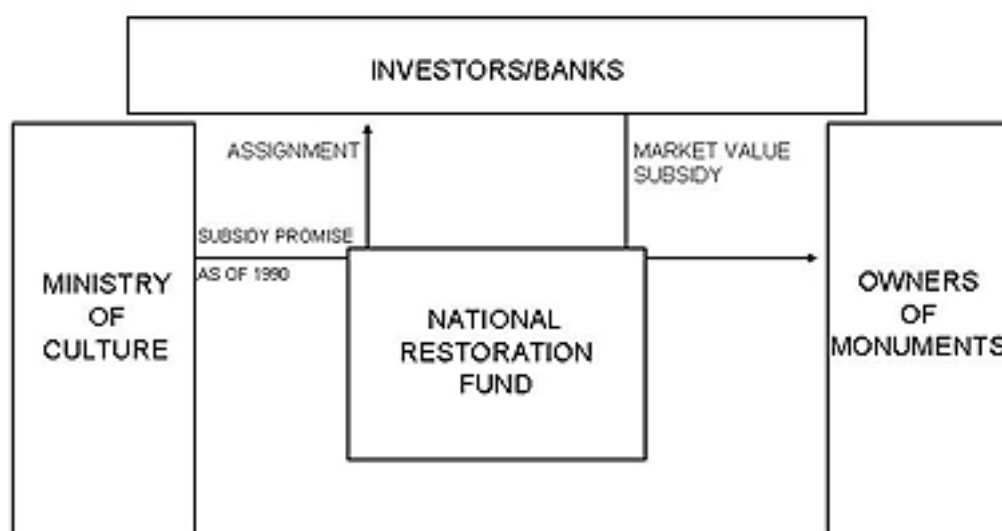 INVESTORS/BANKS
ASSIGNMENT
MARKET VALUE
SUBSIDY
SUBSIDY PROMISE
AS OF 1990
MINISTRY
OF
CULTURE
NATIONAL
RESTORATION
FUND
OWNERS
OF
MONUMENTS